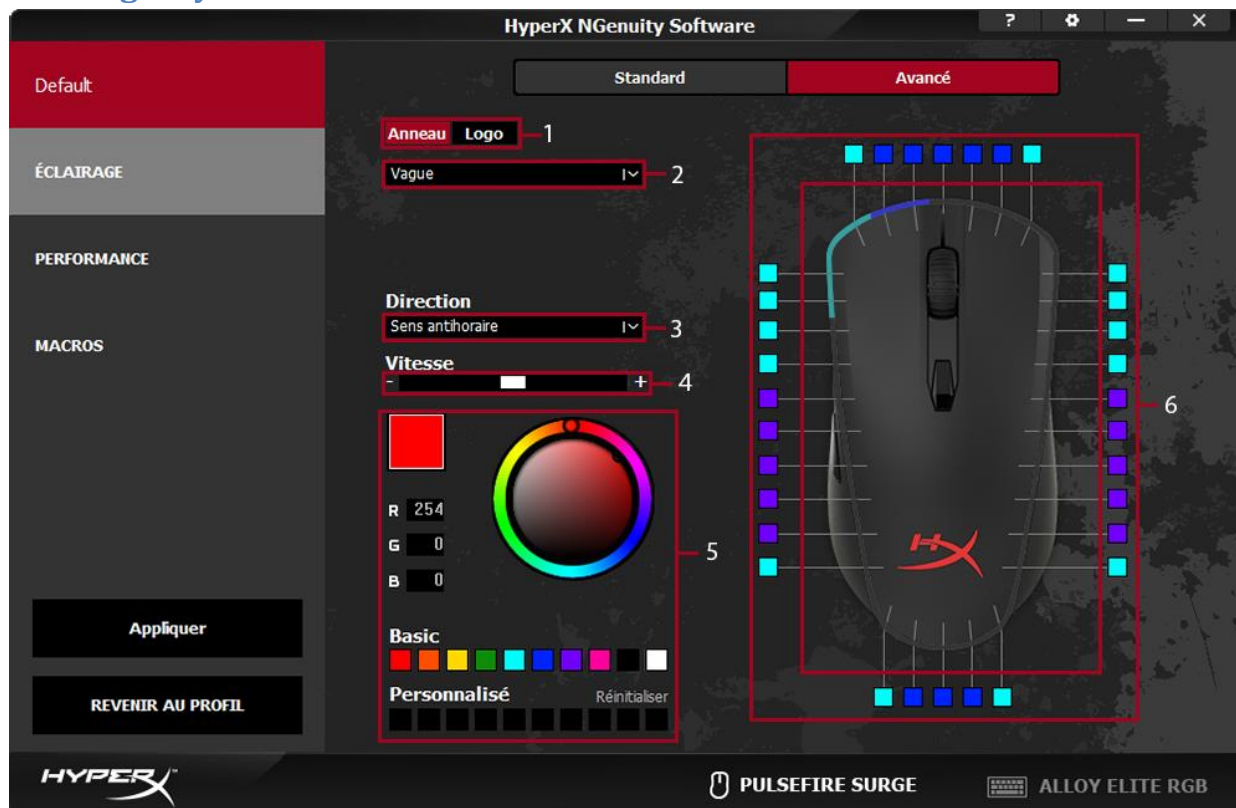 HyperX NGenuity Software
?
Default
Standard Avancé
Anneau Logo 1
ÉCLAIRAGE
Vague 2
PERFORMANCE
Direction
Sens antihoraire 3
MACROS
Vitesse
- + 4
6
R 254
G 0
5
B 0
Appliquer
Basic
Personnalisé Réinitialiser
REVENIR AU PROFIL
HYPERX
PULSEFIRE SURGE
ALLOY ELITE RGB